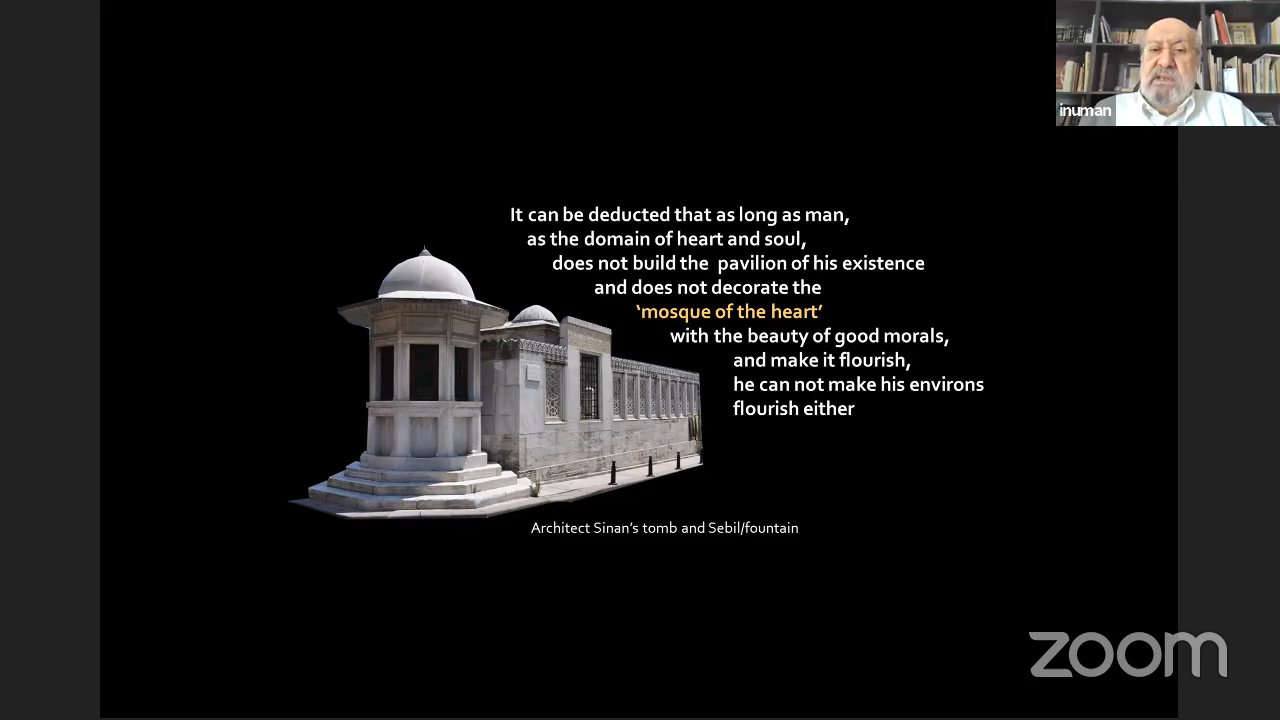 inuman
It can be deducted that as long as man,
as the domain of heart and soul,
does not build the pavilion of his existence
and does not decorate the
‘mosque of the heart’
with the beauty of good morals,
and make it flourish,
he can not make his environs
flourish either
Architect Sinan’s tomb and Sebil/fountain
zoom